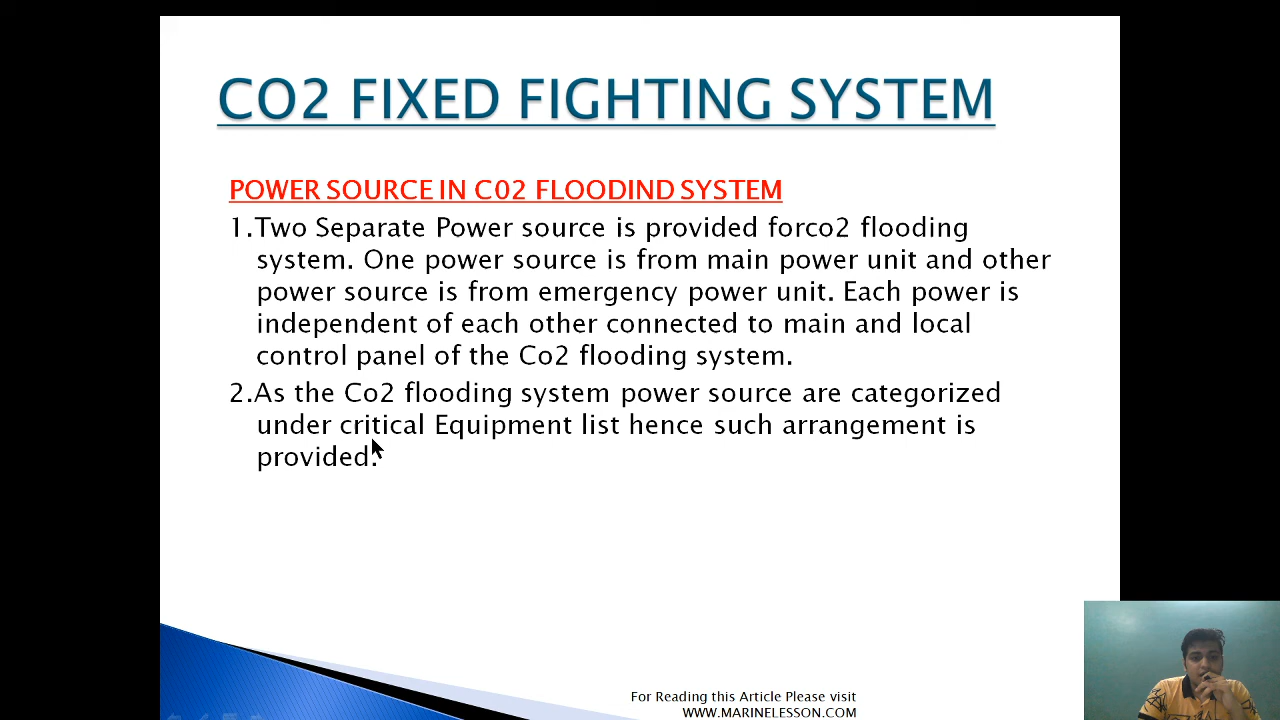 CO2 FIXED FIGHTING SYSTEM
POWER SOURCE IN C02 FLOODIND SYSTEM
1.Two Separate Power source is provided forco2 flooding
system. One power source is from main power unit and other
power source is from emergency power unit. Each power is
independent of each other connected to main and local
control panel of the Co2 flooding system.
2.As the Co2 flooding system power source are categorized
under critical Equipment list hence such arrangement is
provided.
For Reading this Article Please visit
WWW.MARINELESSON.COM